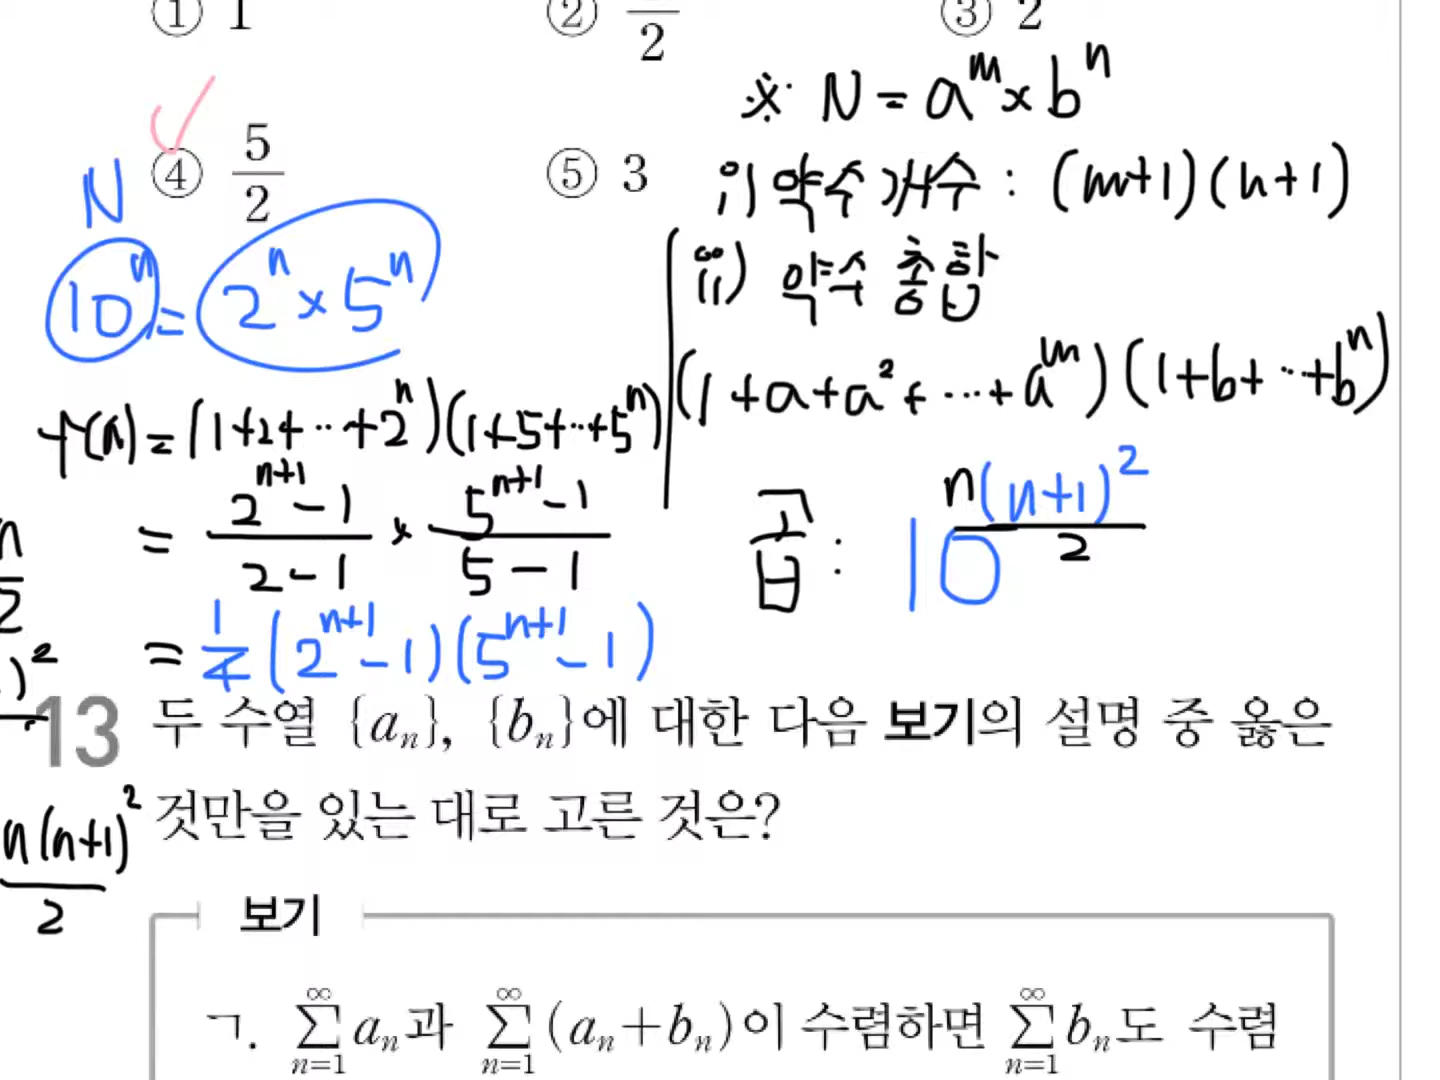 ① 1 ② /2 ③ 2
※ N = a^m × b^n
④ 5/2 ⑤ 3
i) 약수 개수 : (m+1)(n+1)
N
10^n = 2^n × 5^n
ii) 약수 총합
(1+a+a^2+…+a^m)(1+b+…+b^n)
f(n) = (1+2+…+2^n)(1+5+…+5^n)
= (2^{n+1}-1)/(2-1) × (5^{n+1}-1)/(5-1)
곱 : 10^{n(n+1)^2/2}
= 1/4 (2^{n+1}-1)(5^{n+1}-1)
13 두 수열 {a_n}, {b_n}에 대한 다음 보기의 설명 중 옳은
것만을 있는 대로 고른 것은?
n(n+1)^2/2
보기
ㄱ. ∑_{n=1}^{∞} a_n과 ∑_{n=1}^{∞} (a_n+b_n)이 수렴하면 ∑_{n=1}^{∞} b_n도 수렴